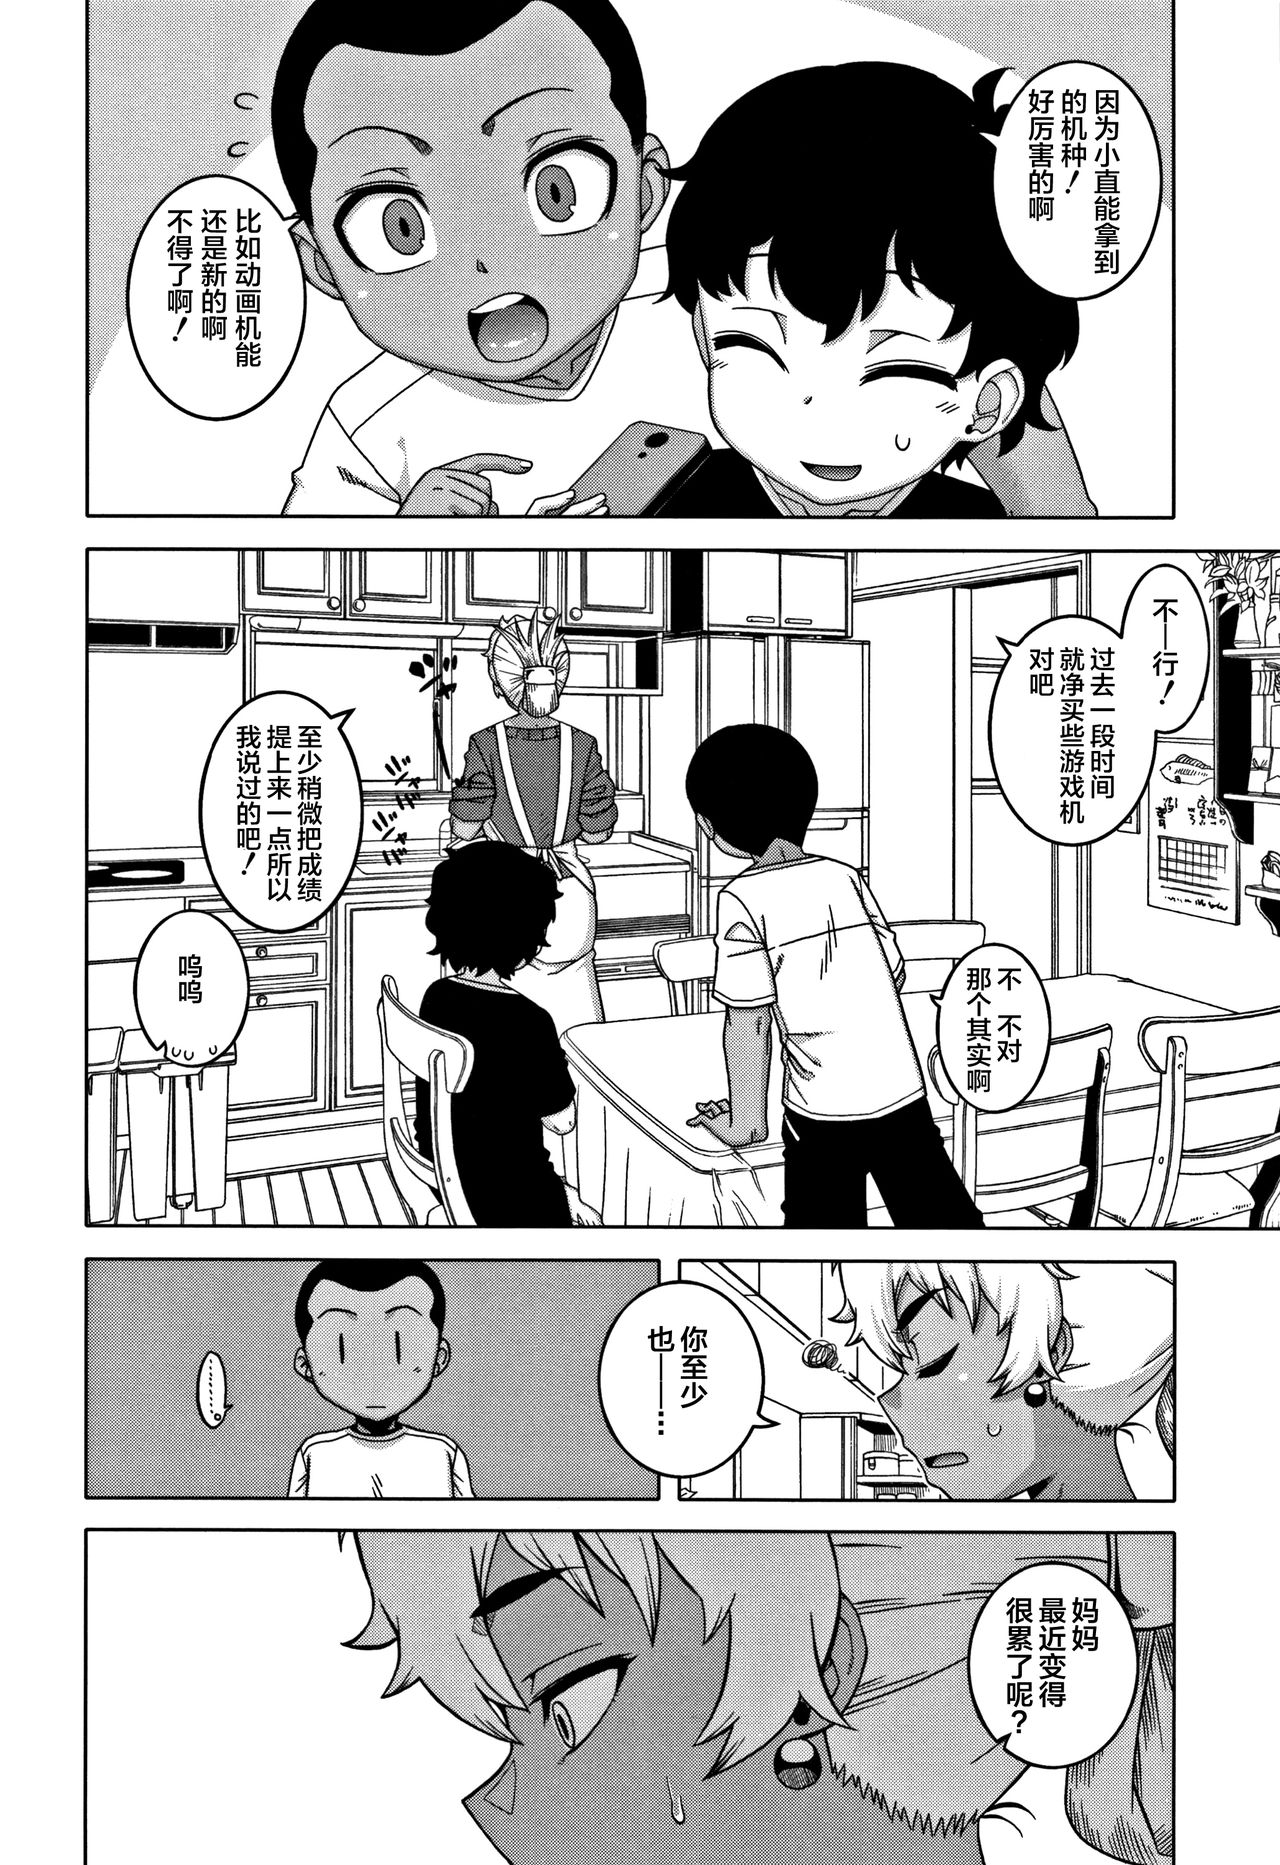 因为小直能拿到
的机种！
好厉害的啊
比如动画机能
还是新的啊
不得了啊！
不─行！
过去一段时间
就净买些游戏机
对吧
不 不对
那个其实啊
至少稍微把成绩
提上来一点所以
我说过的吧！
呜
呜
你至少
也──…
………
妈妈
最近变得
很累了呢？